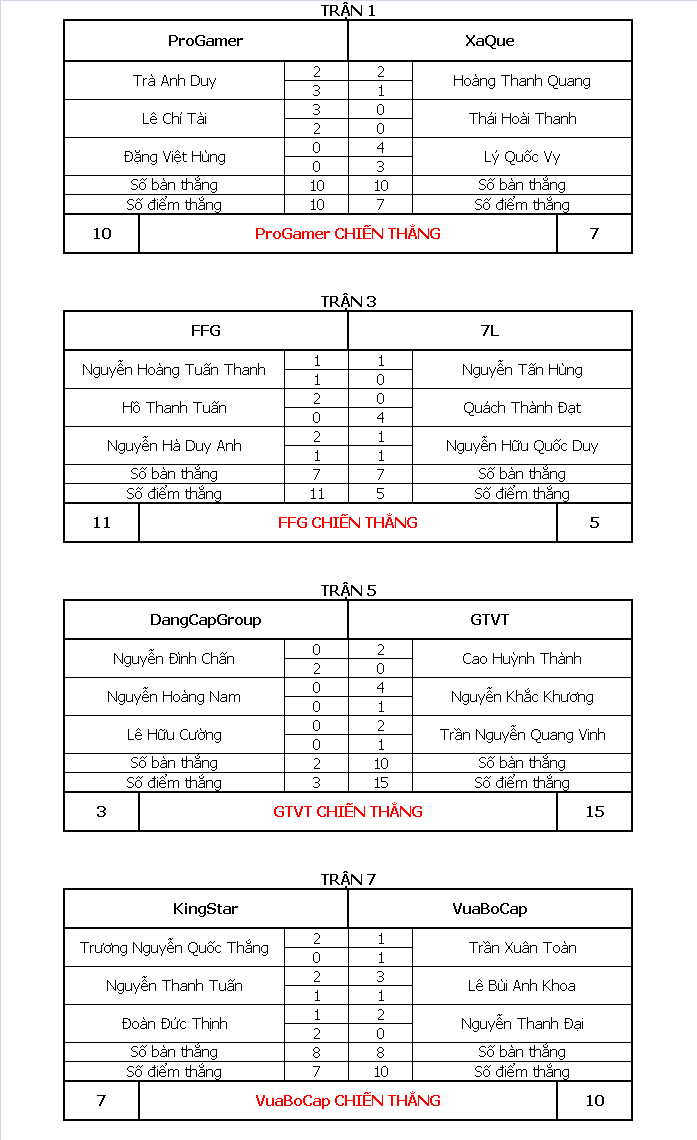 TRẬN 1
ProGamer XaQue
Trà Anh Duy 2 2 Hoàng Thanh Quang
3 1
Lê Chí Tài 3 0 Thái Hoài Thanh
2 0
Đặng Việt Hùng 0 4 Lý Quốc Vy
0 3
Số bàn thắng 10 10 Số bàn thắng
Số điểm thắng 10 7 Số điểm thắng
10 ProGamer CHIẾN THẮNG 7
TRẬN 3
FFG 7L
Nguyễn Hoàng Tuấn Thanh 1 1 Nguyễn Tấn Hùng
1 0
Hồ Thanh Tuấn 2 0 Quách Thành Đạt
0 4
Nguyễn Hà Duy Anh 2 1 Nguyễn Hữu Quốc Duy
1 1
Số bàn thắng 7 7 Số bàn thắng
Số điểm thắng 11 5 Số điểm thắng
11 FFG CHIẾN THẮNG 5
TRẬN 5
DangCapGroup GTVT
Nguyễn Đình Chấn 0 2 Cao Huỳnh Thành
2 0
Nguyễn Hoàng Nam 0 4 Nguyễn Khắc Khương
0 1
Lê Hữu Cường 0 2 Trần Nguyễn Quang Vinh
0 1
Số bàn thắng 2 10 Số bàn thắng
Số điểm thắng 3 15 Số điểm thắng
3 GTVT CHIẾN THẮNG 15
TRẬN 7
KingStar VuaBoCap
Trương Nguyễn Quốc Thắng 2 1 Trần Xuân Toàn
0 1
Nguyễn Thanh Tuấn 2 3 Lê Bùi Anh Khoa
1 1
Đoàn Đức Thịnh 1 2 Nguyễn Thanh Đại
2 0
Số bàn thắng 8 8 Số bàn thắng
Số điểm thắng 7 10 Số điểm thắng
7 VuaBoCap CHIẾN THẮNG 10